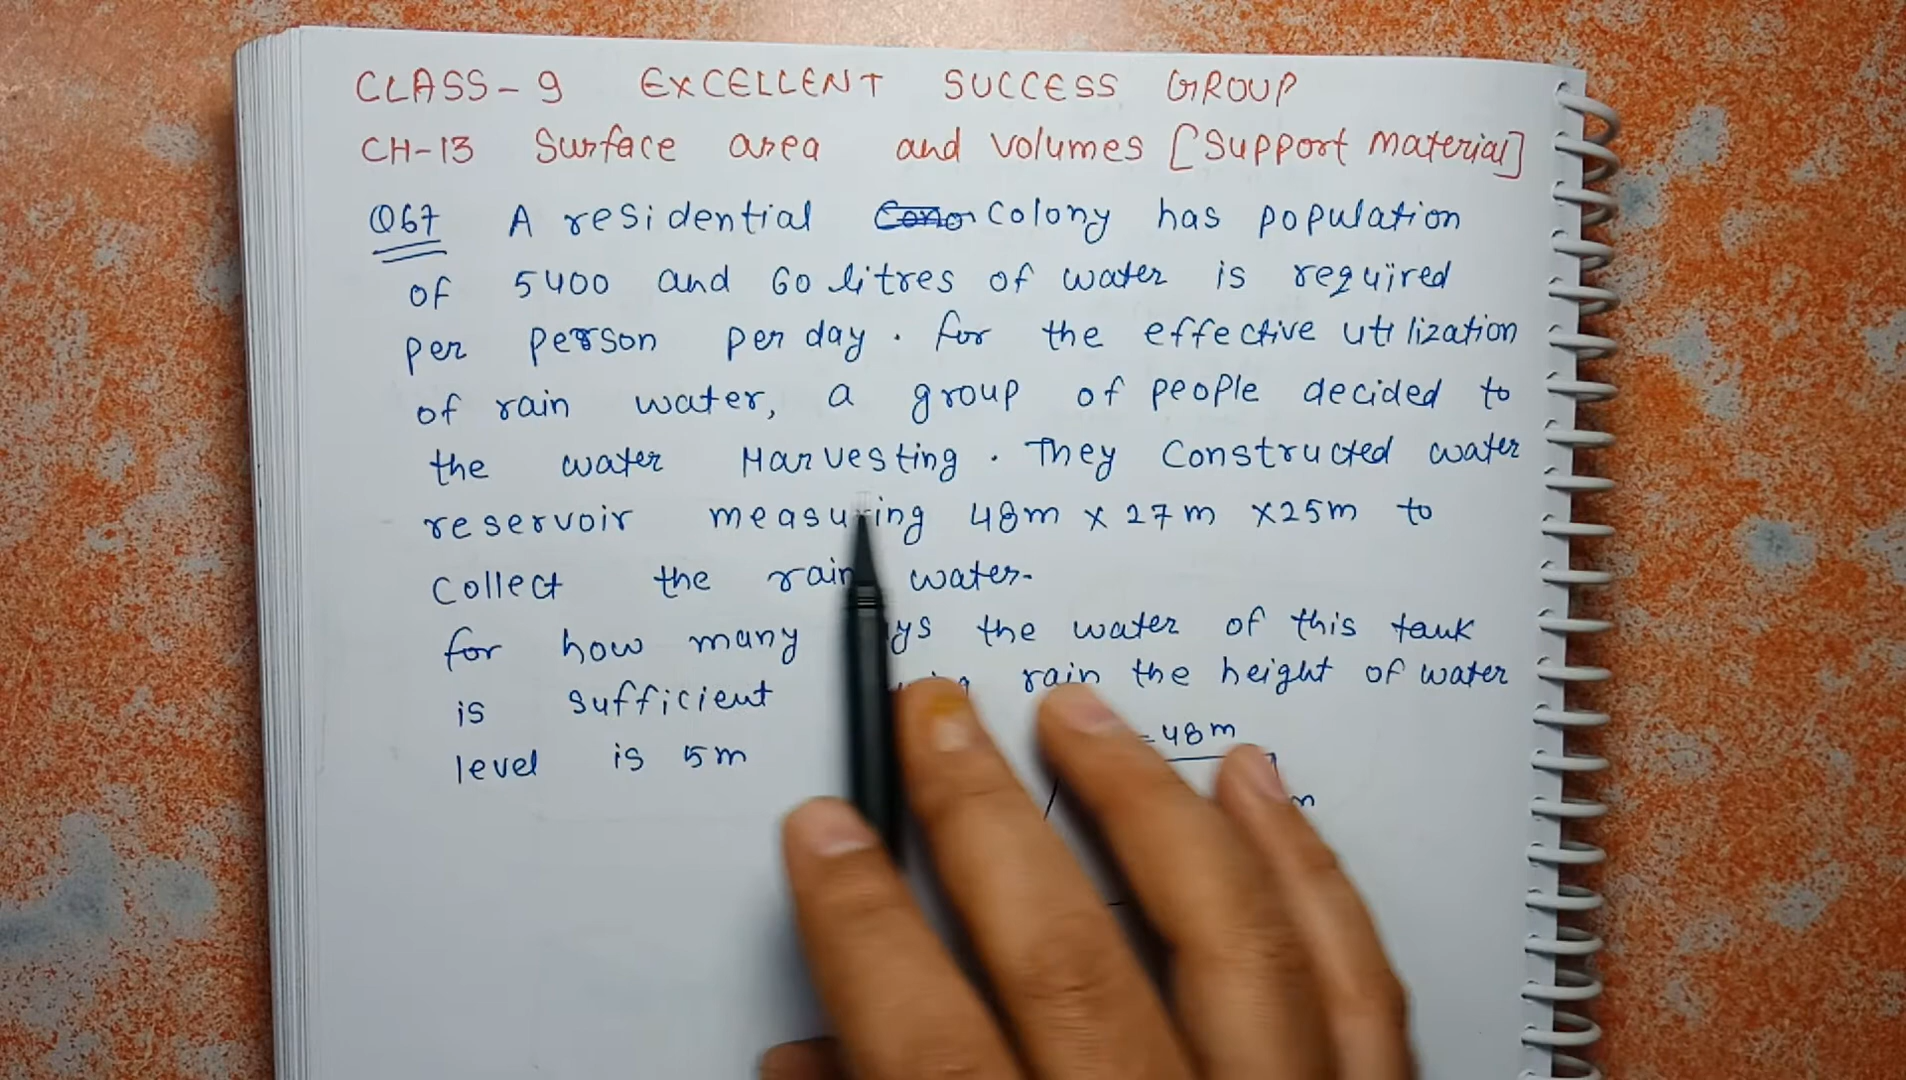 CLASS-9 EXCELLENT SUCCESS GROUP
CH-13 Surface area and volumes [Support Material]
Q67 A residential colony has population
of 5400 and 60 litres of water is required
per person per day. for the effective utilization
of rain water, a group of people decided to
the water Harvesting. They constructed water
reservoir measuring 48m x 27m x25m to
collect the rain water.
for how many the water of this tank
is sufficient rain the height of water
level is 5m
=48m
m